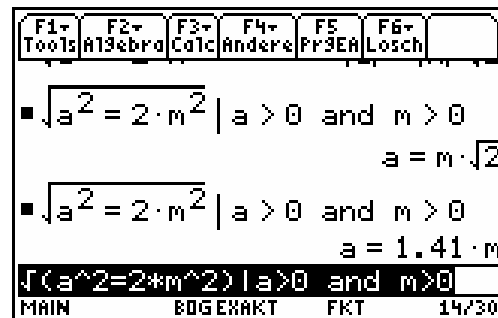 F1 F2 F3 F4 F5 F6
Tools Algebra Calc Andere PrgEA Losch
√a² = 2·m² | a > 0 and m > 0
a = m·√2
√a² = 2·m² | a > 0 and m > 0
a = 1.41·m
√(a^2=2*m^2)|a>0 and m>0
MAIN BOG EXAKT FKT 14/30